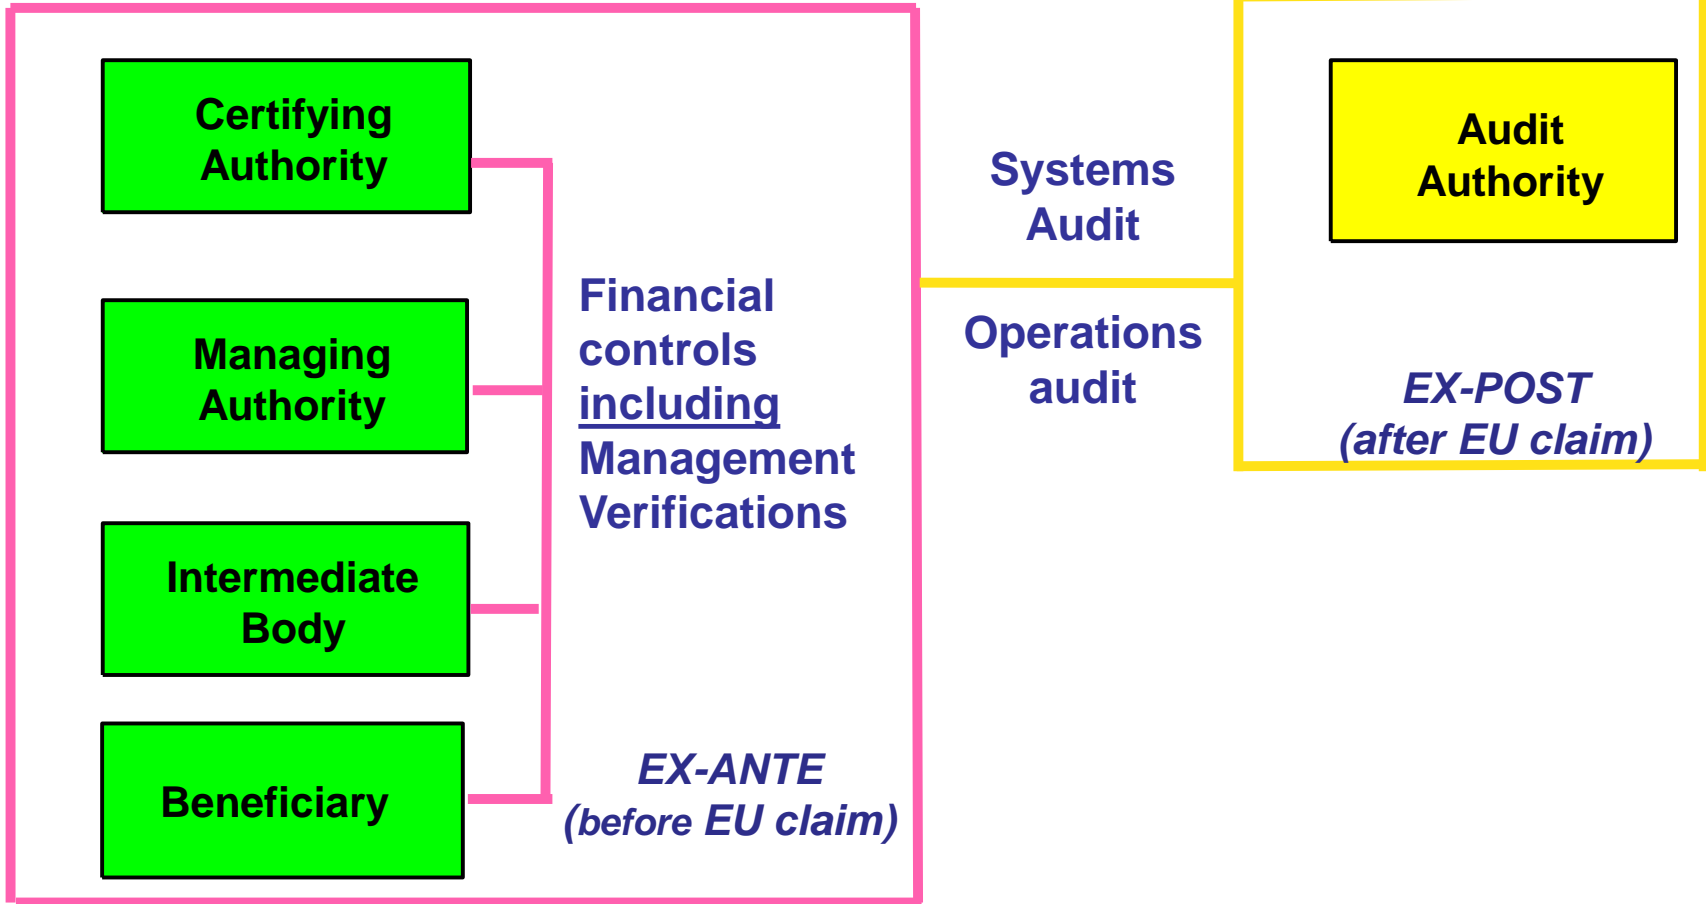 Certifying
Authority
Managing
Authority
Intermediate
Body
Beneficiary
Financial
controls
including
Management
Verifications
EX-ANTE
(before EU claim)
Systems
Audit
Operations
audit
Audit
Authority
EX-POST
(after EU claim)